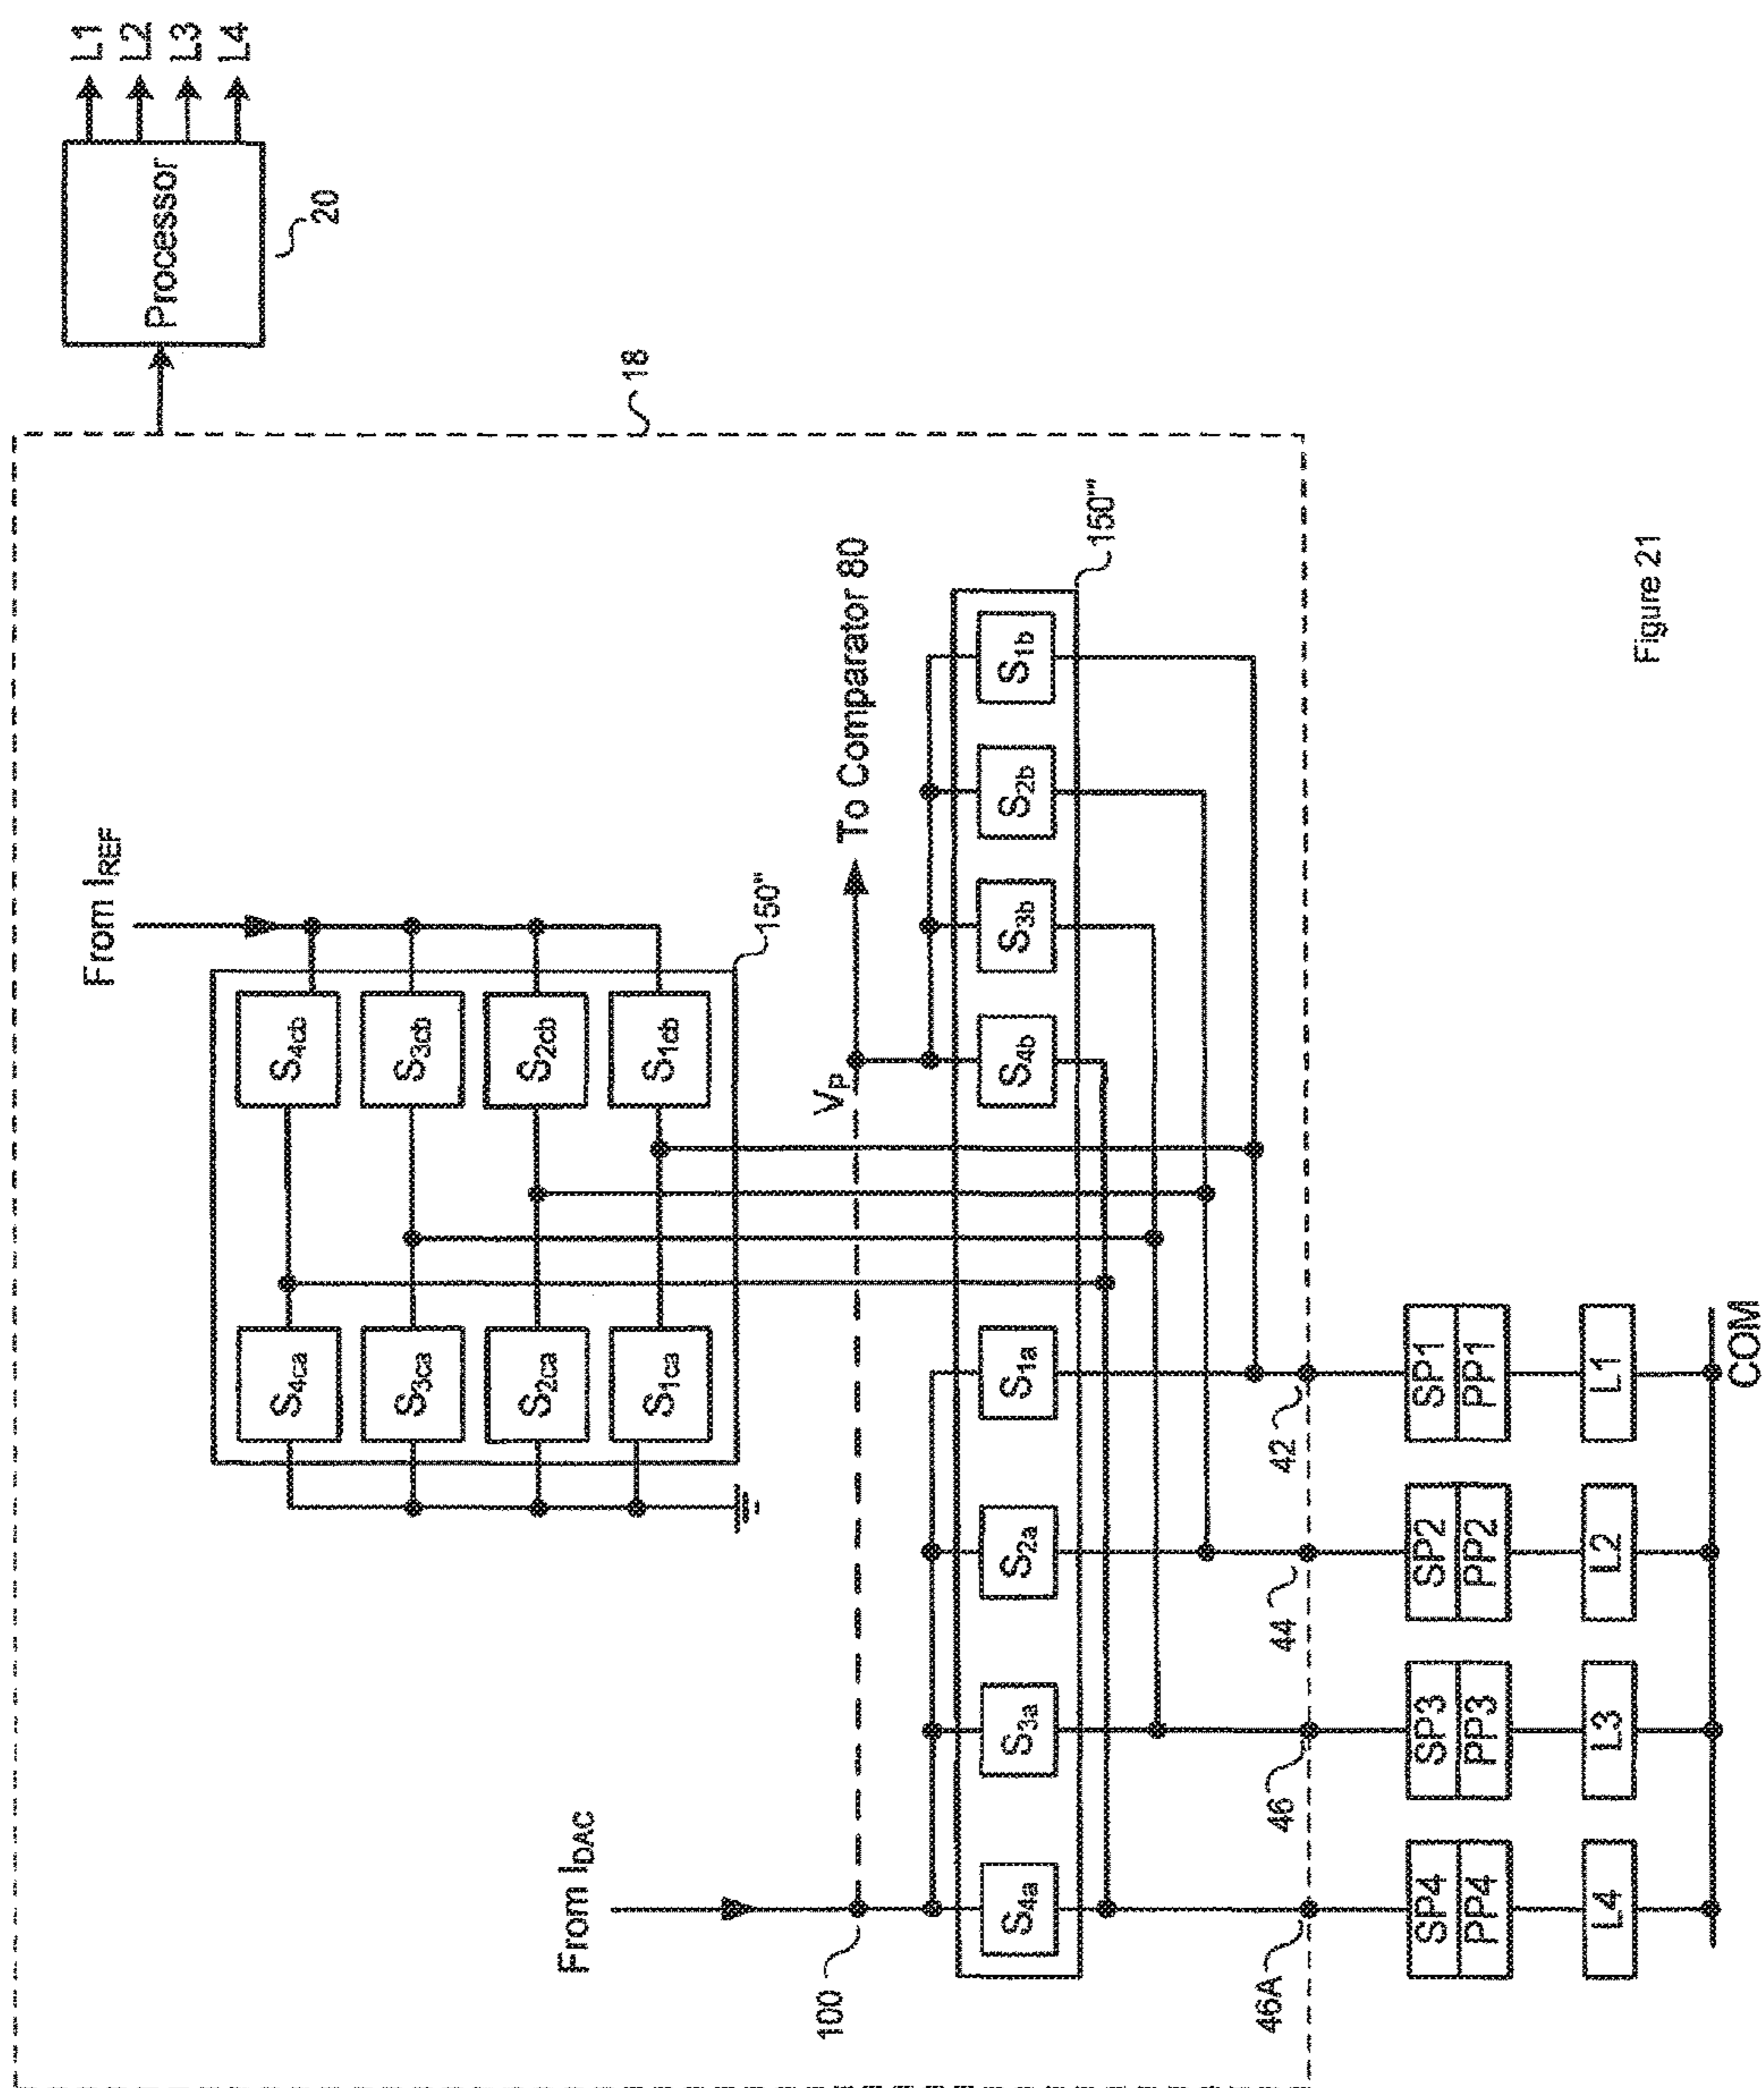 From IREF
L1
L2
L3
L4
Processor
20
S4ca
S4cb
S3ca
S3cb
S2ca
S2cb
S1ca
S1cb
150"
18
From IDAC
100
VP
To Comparator 80
S4a
S3a
S2a
S1a
S4b
S3b
S2b
S1b
150"'
46A
46
44
42
SP4
PP4
SP3
PP3
SP2
PP2
SP1
PP1
L4
L3
L2
L1
COM
Figure 21